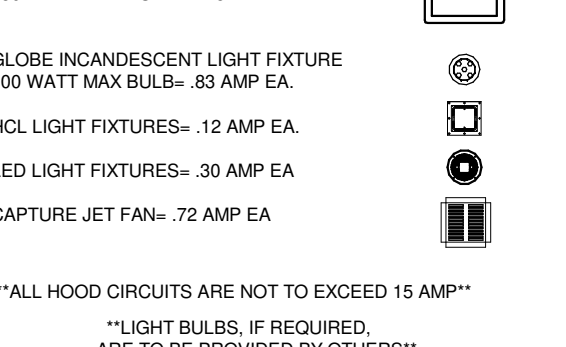 GLOBE INCANDESCENT LIGHT FIXTURE
00 WATT MAX BULB= .83 AMP EA.
HCL LIGHT FIXTURES= .12 AMP EA.
LED LIGHT FIXTURES= .30 AMP EA
CAPTURE JET FAN= .72 AMP EA
**ALL HOOD CIRCUITS ARE NOT TO EXCEED 15 AMP**
**LIGHT BULBS, IF REQUIRED,
ARE TO BE PROVIDED BY OTHERS**